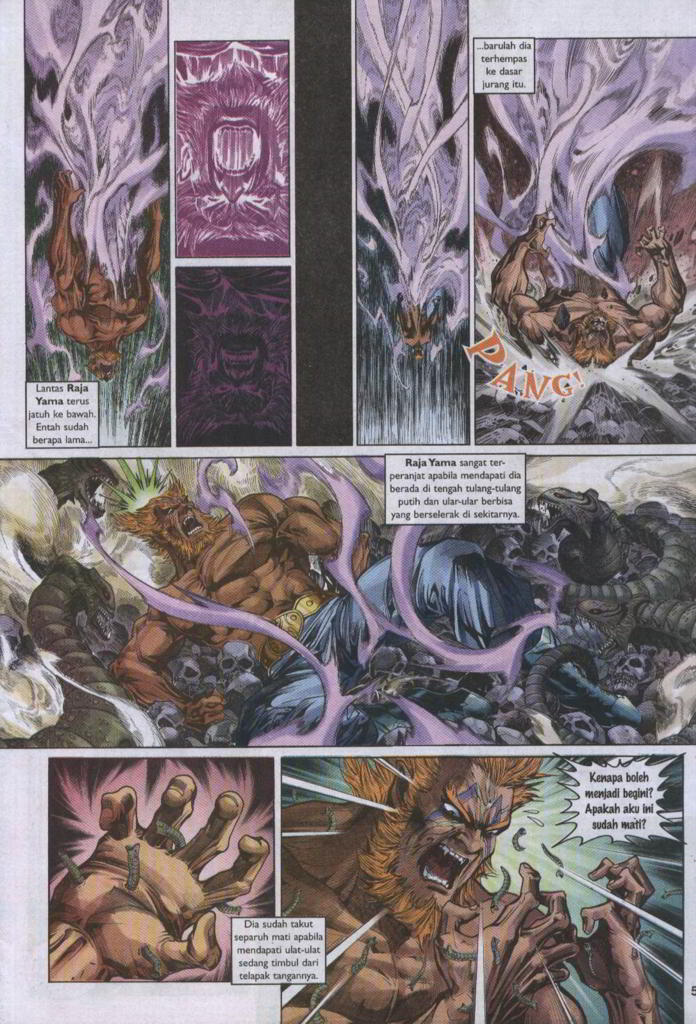 Lantas Raja
Yama terus
jatuh ke bawah.
Entah sudah
berapa lama...
...barulah dia
terhempas
ke dasar
jurang itu.
PANG!
Raja Yama sangat ter-
peranjat apabila mendapati dia
berada di tengah tulang-tulang
putih dan ular-ular berbisa
yang berselerak di sekitarnya.
Dia sudah takut
separuh mati apabila
mendapati ulat-ulat
sedang timbul dari
telapak tangannya.
Kenapa boleh
menjadi begini?
Apakah aku ini
sudah mati?
5